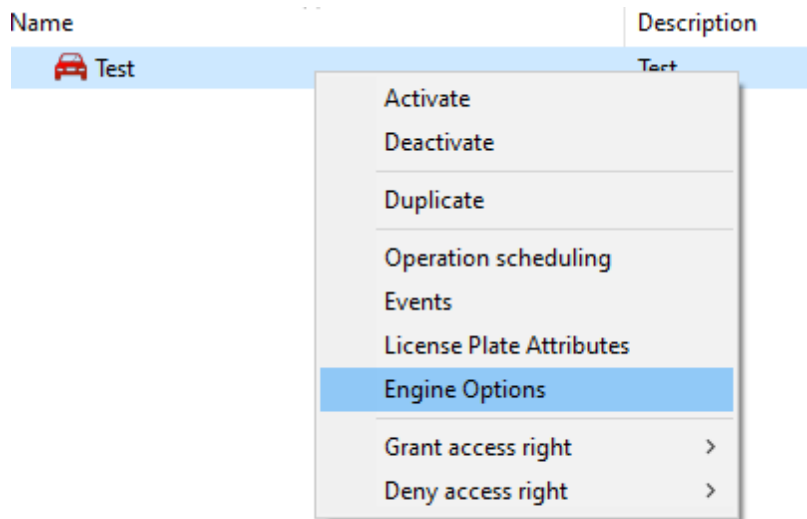 Name Description
Test Test
Activate
Deactivate
Duplicate
Operation scheduling
Events
License Plate Attributes
Engine Options
Grant access right
Deny access right